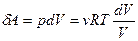 δA = pdV = νRT dV/V